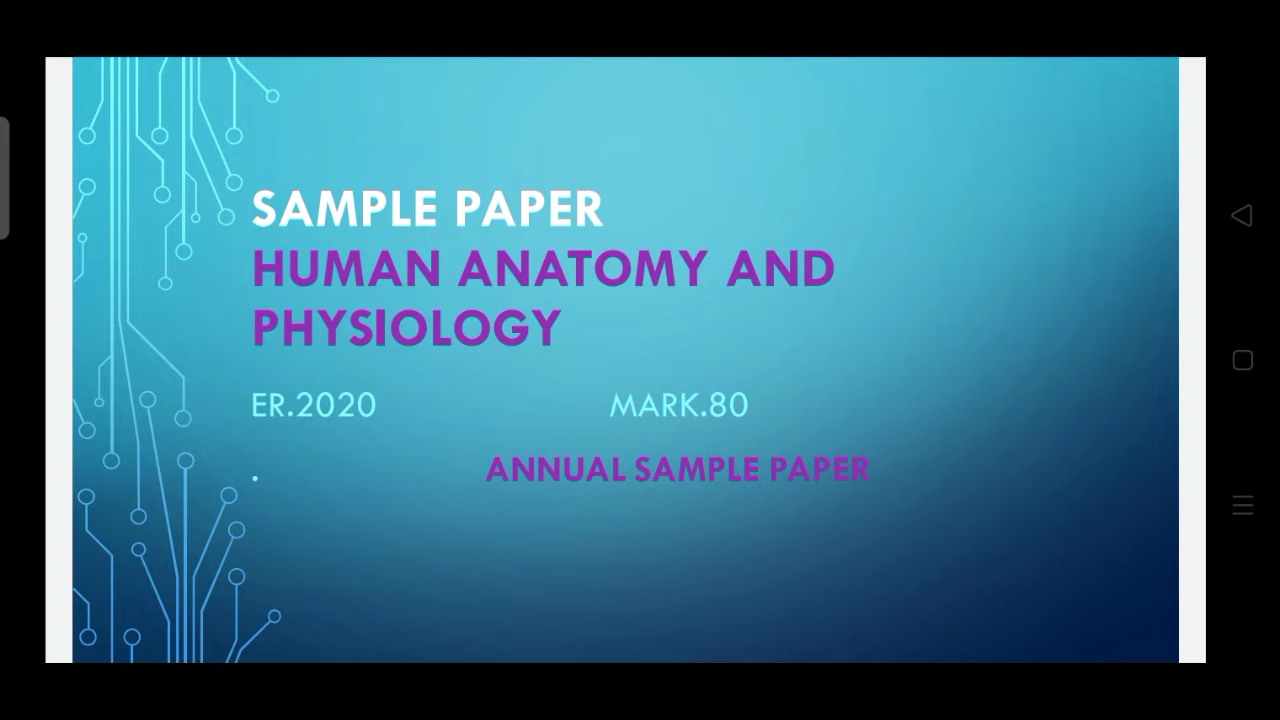 SAMPLE PAPER
HUMAN ANATOMY AND
PHYSIOLOGY
ER.2020 MARK.80
. ANNUAL SAMPLE PAPER